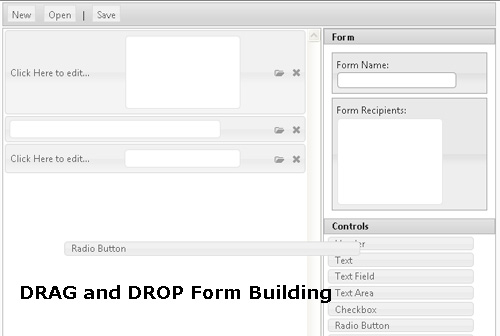 New Open | Save
Form
Click Here to edit...
Form Name:
Form Recipients:
Click Here to edit...
Controls
Radio Button
Text
Text Field
DRAG and DROP Form Building
Text Area
Checkbox
Radio Button